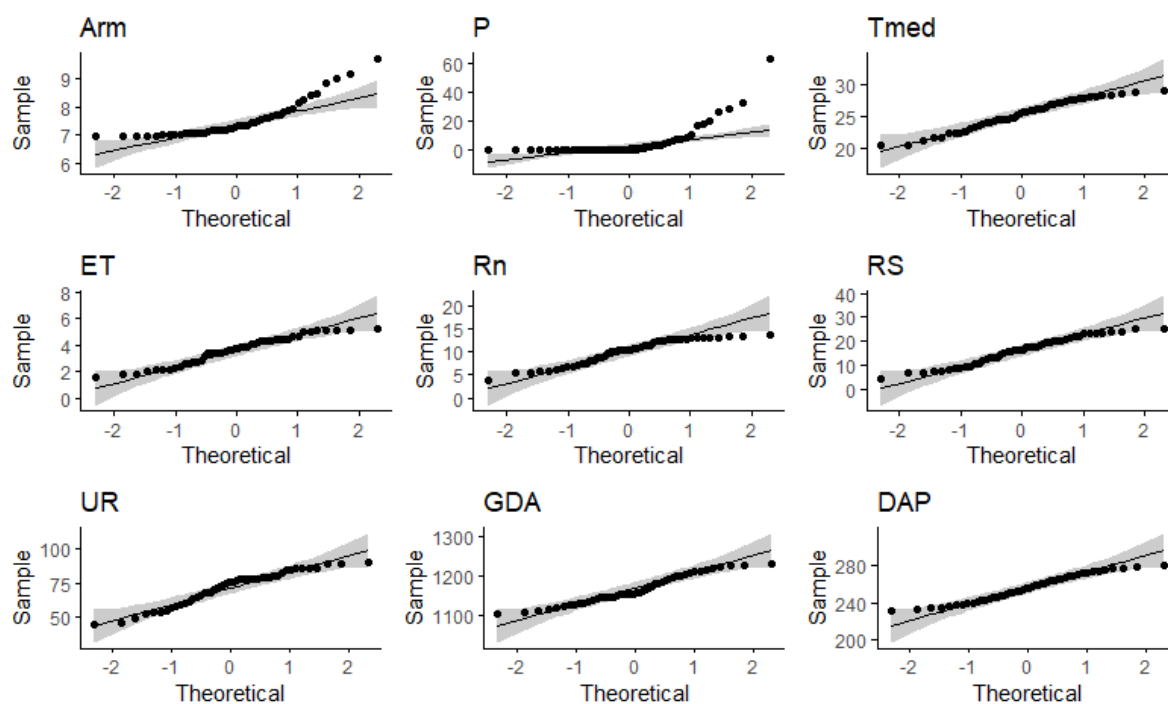 Arm
Sample
9
8
7
6
-2 -1 0 1 2
Theoretical
P
Sample
60
40
20
0
-2 -1 0 1 2
Theoretical
Tmed
Sample
30
25
20
-2 -1 0 1 2
Theoretical
ET
Sample
8
6
4
2
0
-2 -1 0 1 2
Theoretical
Rn
Sample
20
15
10
5
0
-2 -1 0 1 2
Theoretical
RS
Sample
40
30
20
10
0
-2 -1 0 1 2
Theoretical
UR
Sample
100
75
50
-2 -1 0 1 2
Theoretical
GDA
Sample
1300
1200
1100
-2 -1 0 1 2
Theoretical
DAP
Sample
280
240
200
-2 -1 0 1 2
Theoretical